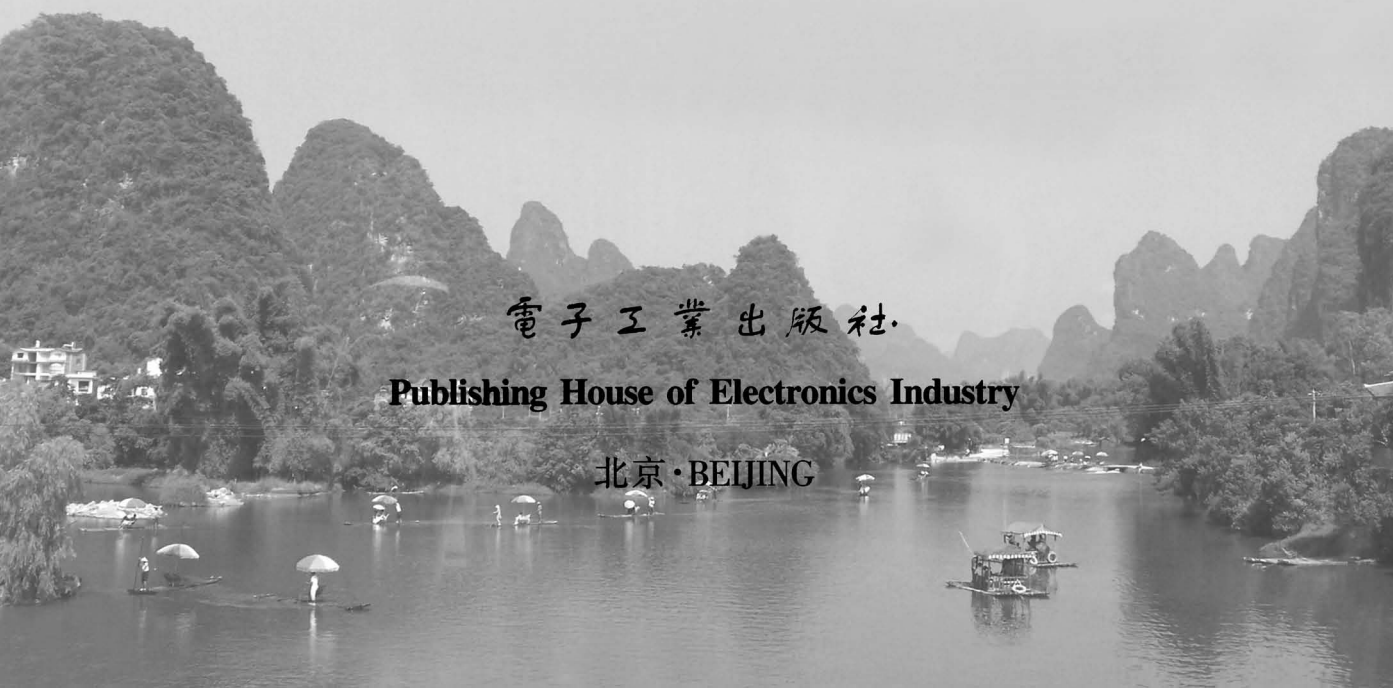 電子工業出版社·
Publishing House of Electronics Industry
北京·BEIJING